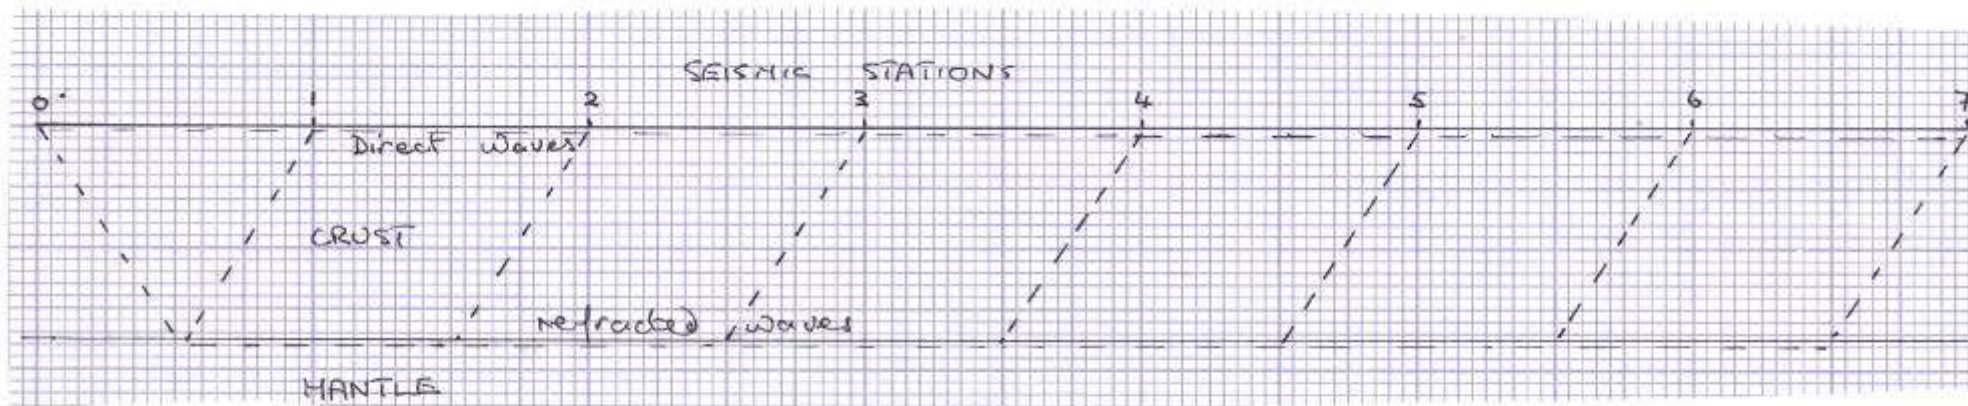 SEISMIC STATIONS
0 1 2 3 4 5 6 7
Direct Waves
CRUST
refracted waves
MANTLE